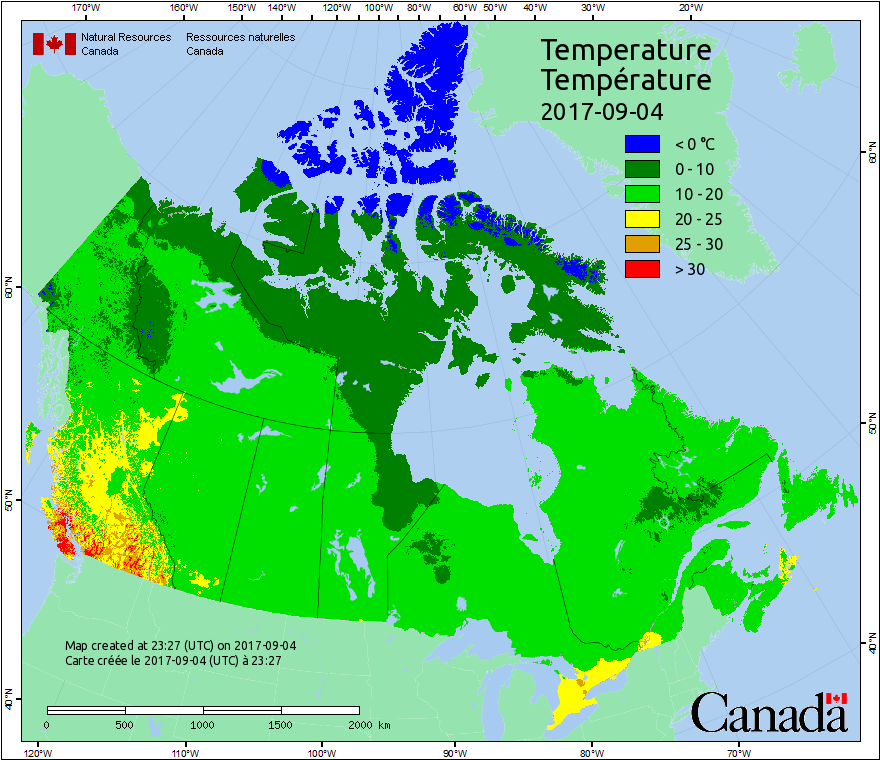 170°W 160°W 150°W 140°W 130°W 120°W 110°W 100°W 90°W 80°W 60°W 50°W 40°W 30°W 20°W
Natural Resources Canada
Ressources naturelles Canada
Temperature
Température
2017-09-04
< 0 °C
0 - 10
10 - 20
20 - 25
25 - 30
> 30
60°N
50°N
40°N
60°N
50°N
40°N
Map created at 23:27 (UTC) on 2017-09-04
Carte créée le 2017-09-04 (UTC) à 23:27
0 500 1000 1500 2000 km
Canada
120°W 110°W 100°W 90°W 80°W 70°W